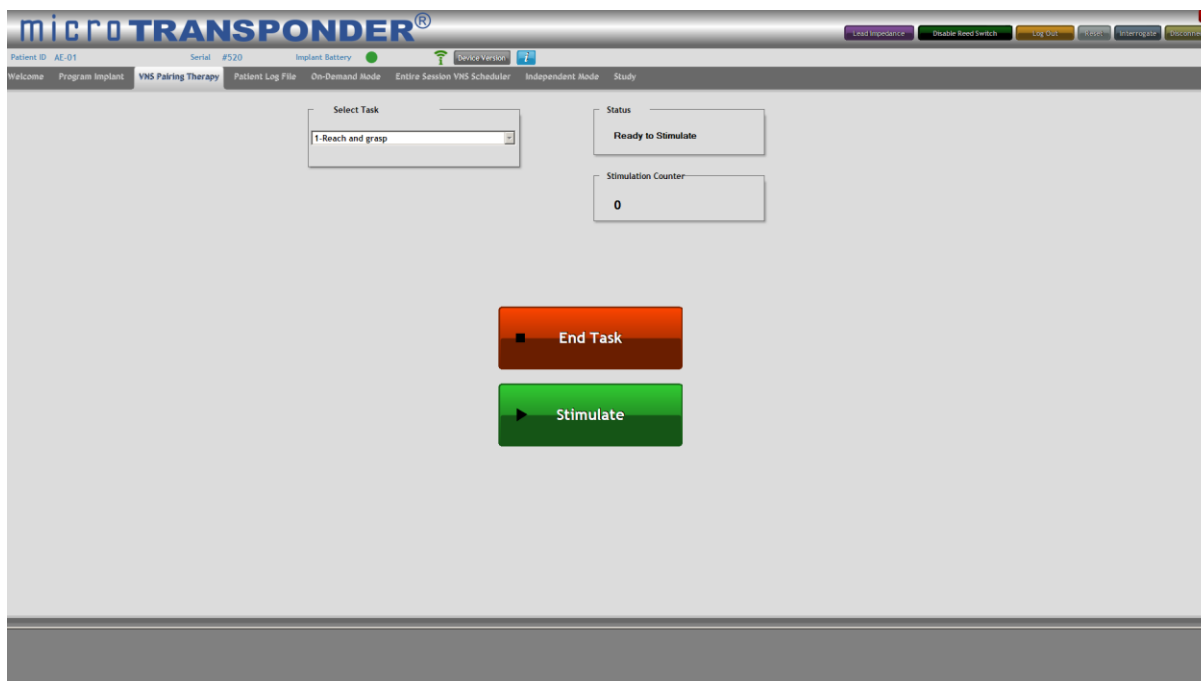 microTRANSPONDER®
Lead Impedance Disable Reed Switch Log Out Reset Interrogate Disconne
Patient ID AE-01 Serial #520 Implant Battery Device Version i
Welcome Program Implant VNS Pairing Therapy Patient Log File On-Demand Mode Entire Session VNS Scheduler Independent Mode Study
Select Task
1-Reach and grasp
Status
Ready to Stimulate
Stimulation Counter
0
End Task
Stimulate